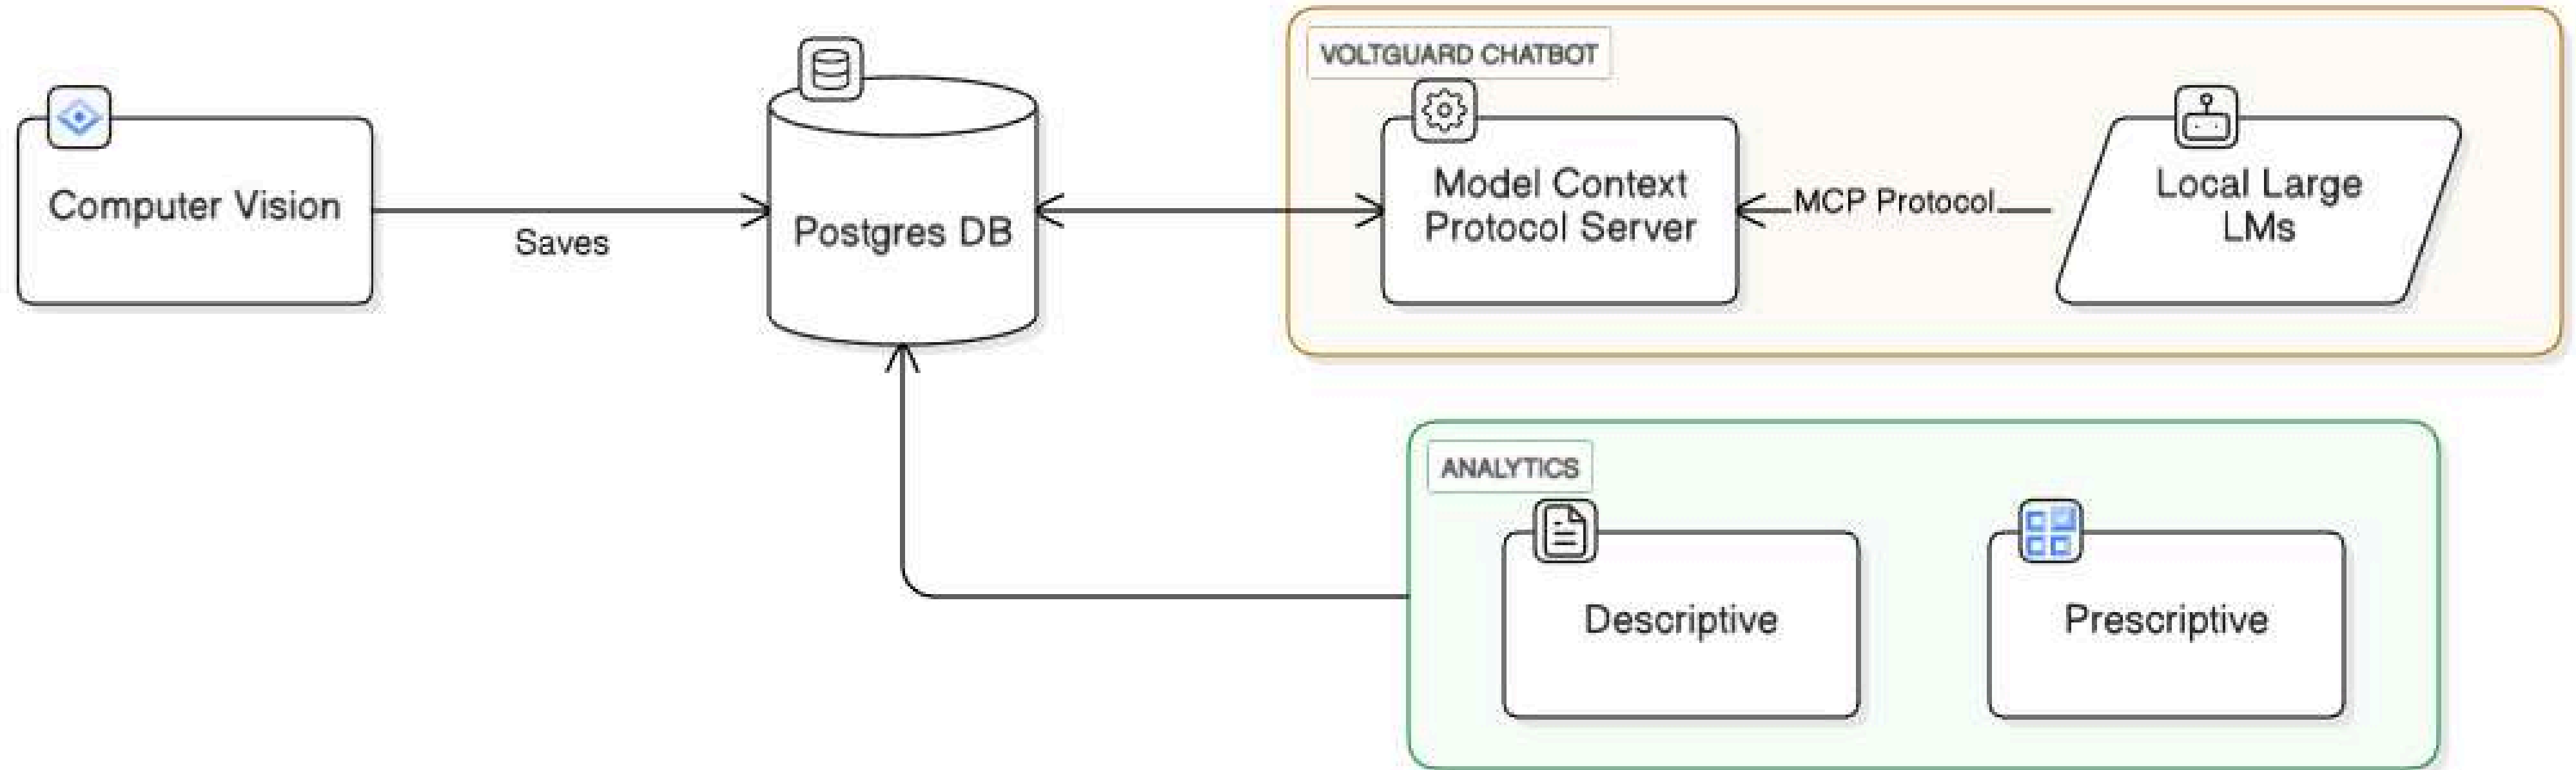 VOLTGUARD CHATBOT
Computer Vision
Saves
Postgres DB
Model Context
Protocol Server
MCP Protocol
Local Large
LMs
ANALYTICS
Descriptive
Prescriptive